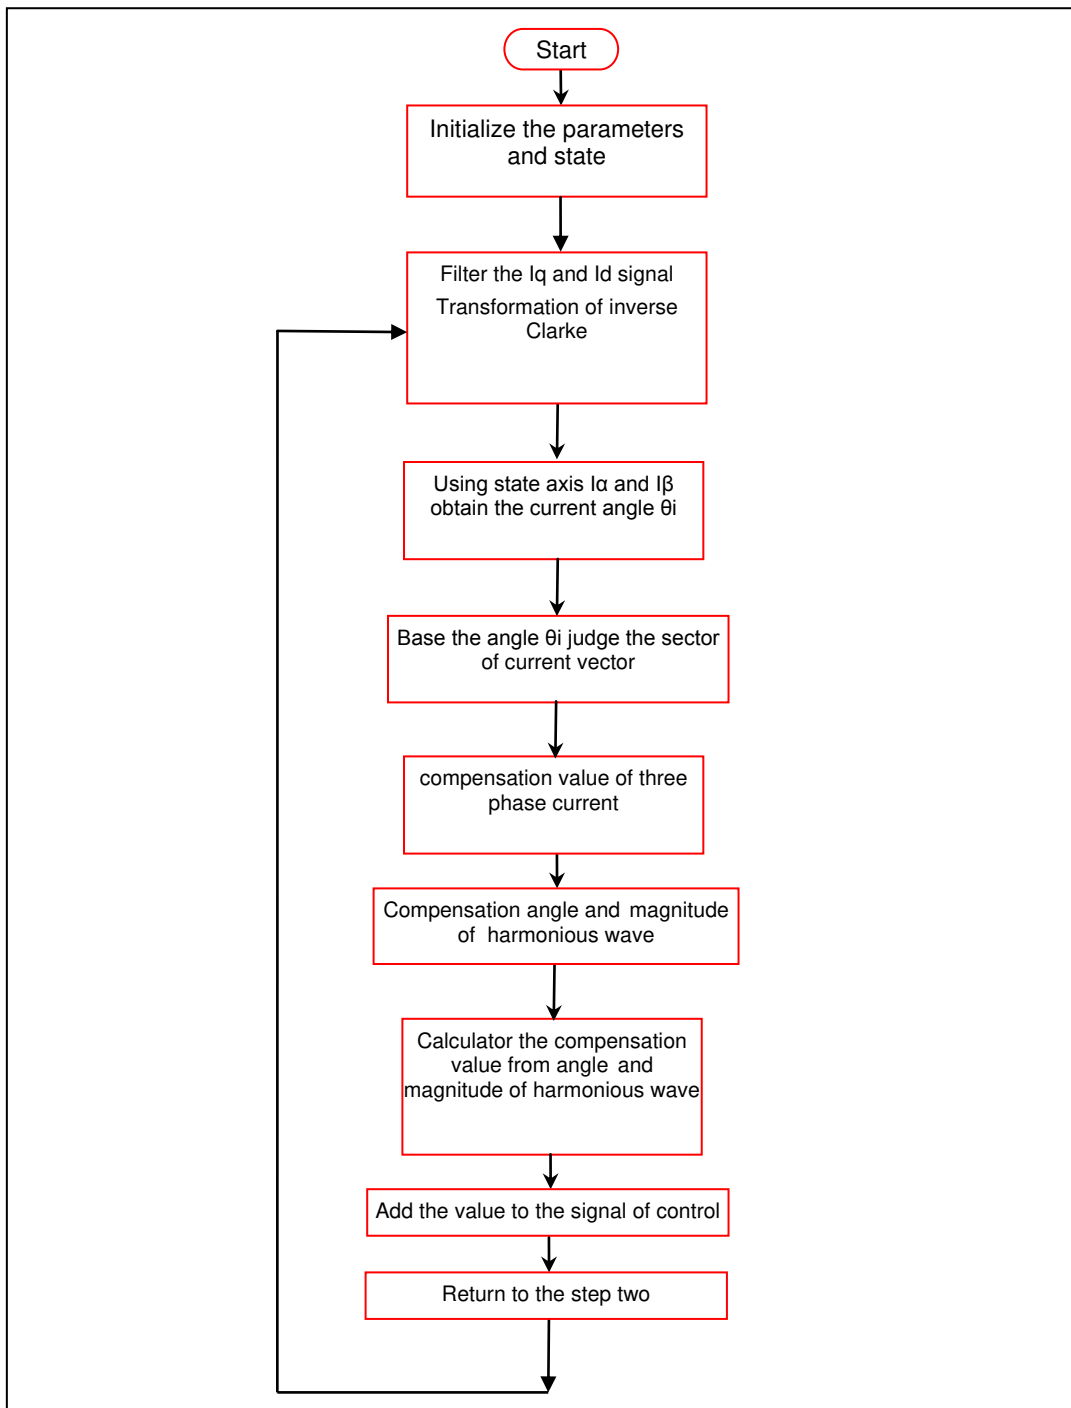 Start
Initialize the parameters
and state
Filter the Iq and Id signal
Transformation of inverse
Clarke
Using state axis Iα and Iβ
obtain the current angle θi
Base the angle θi judge the sector
of current vector
compensation value of three
phase current
Compensation angle and magnitude
of harmonious wave
Calculator the compensation
value from angle and
magnitude of harmonious wave
Add the value to the signal of control
Return to the step two